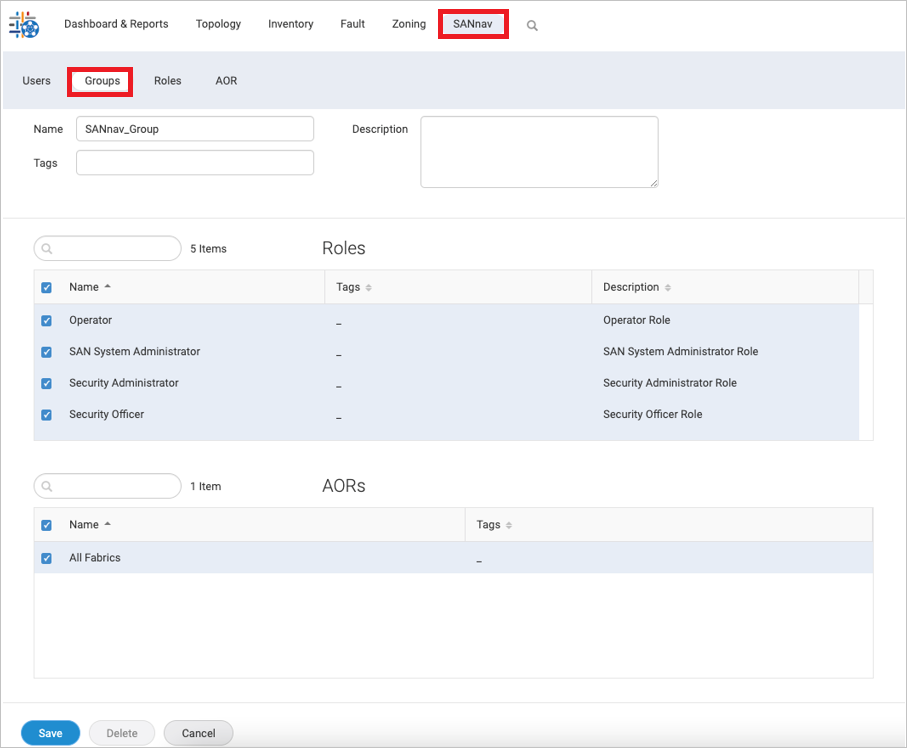 Dashboard & Reports Topology Inventory Fault Zoning SANnav
Users Groups Roles AOR
Name SANnav_Group Description
Tags
5 Items Roles
Name Tags Description
Operator _ Operator Role
SAN System Administrator _ SAN System Administrator Role
Security Administrator _ Security Administrator Role
Security Officer _ Security Officer Role
1 Item AORs
Name Tags
All Fabrics _
Save Delete Cancel